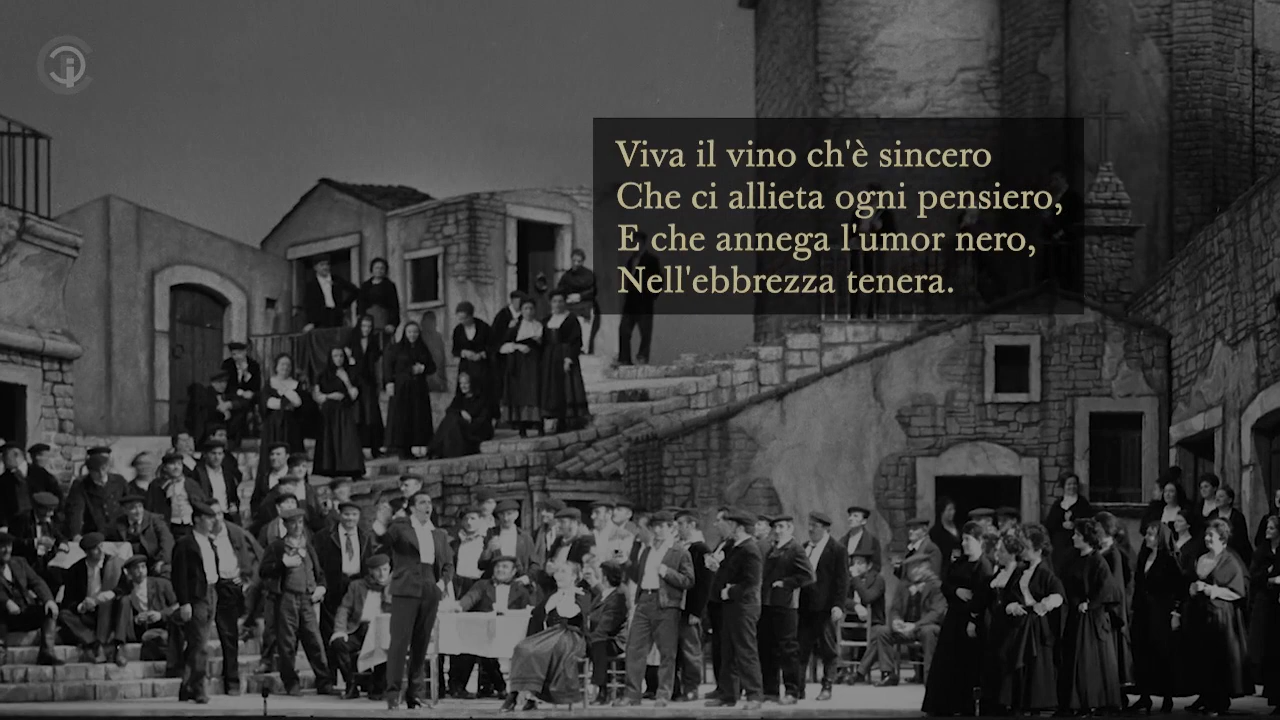 Viva il vino ch'è sincero
Che ci allieta ogni pensiero,
E che annega l'umor nero,
Nell'ebbrezza tenera.